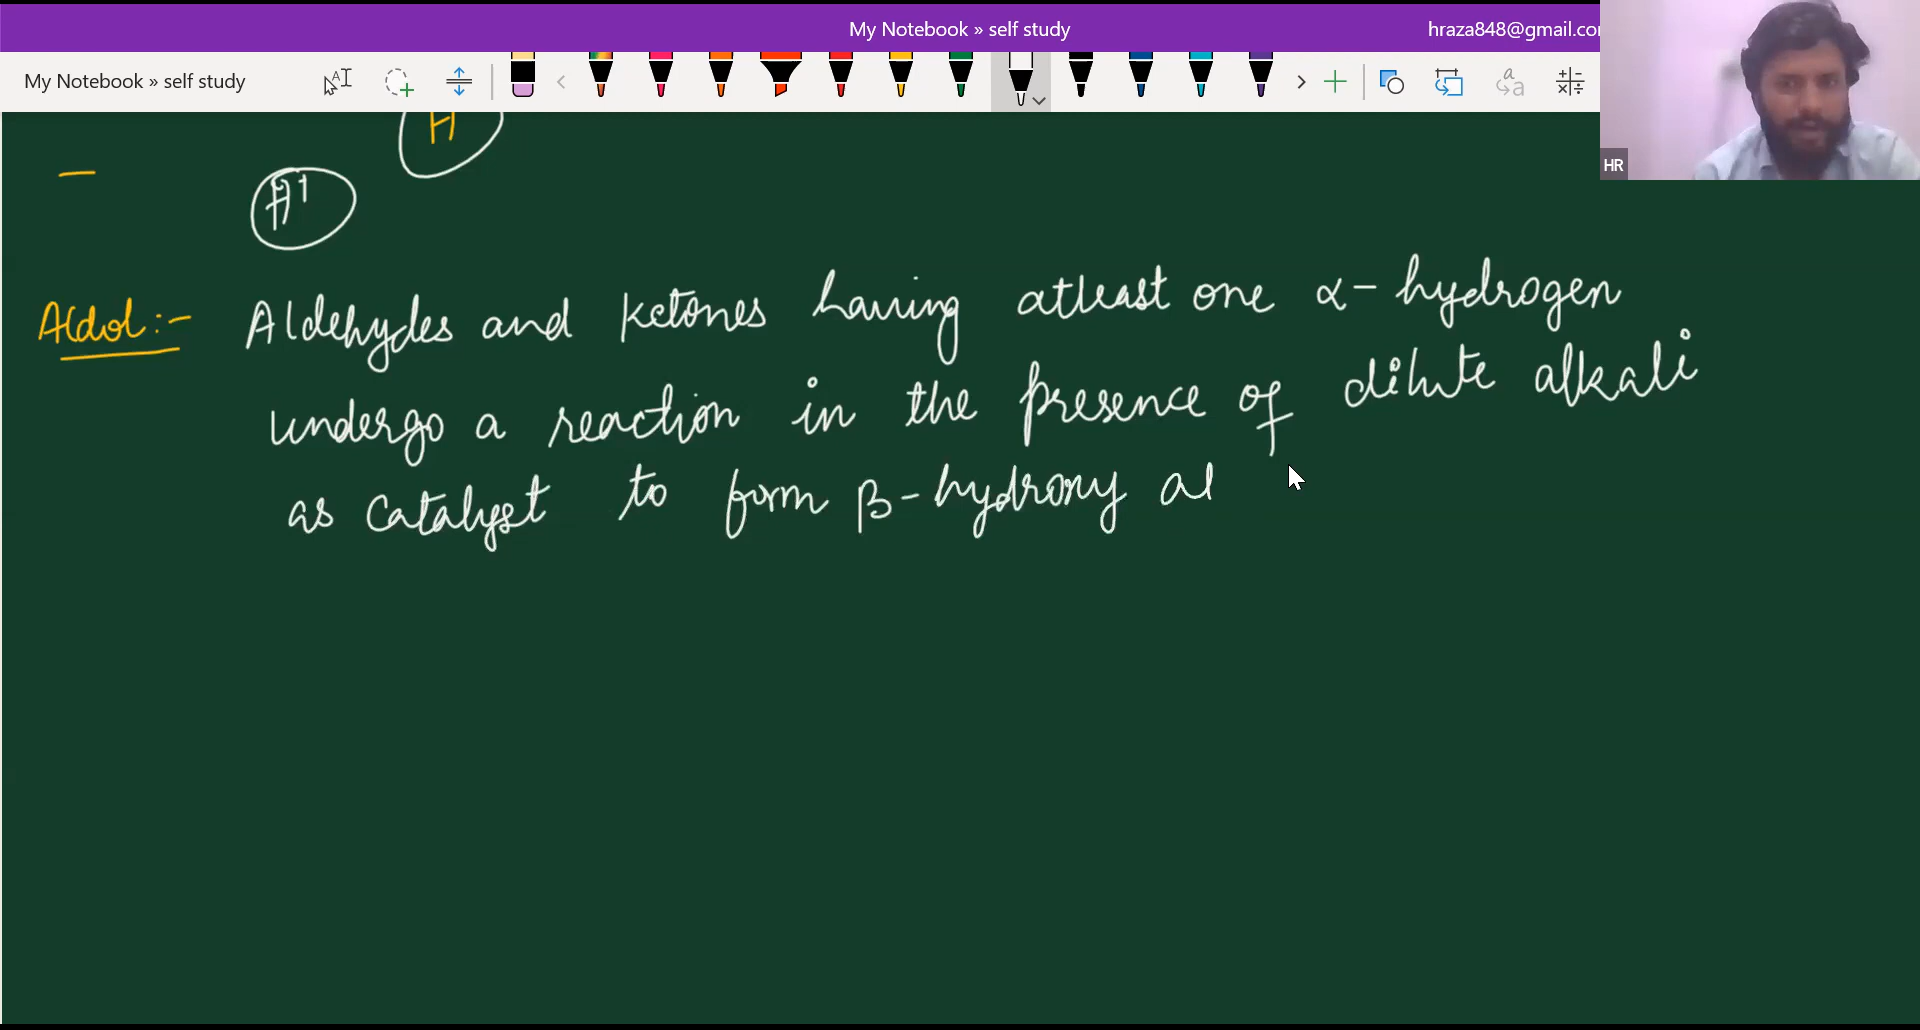 My Notebook » self study
hraza848@gmail.co
My Notebook » self study
HR
H
Aldol:- Aldehydes and ketones having atleast one α-hydrogen
undergo a reaction in the presence of dilute alkali
as catalyst to form β-hydroxy al